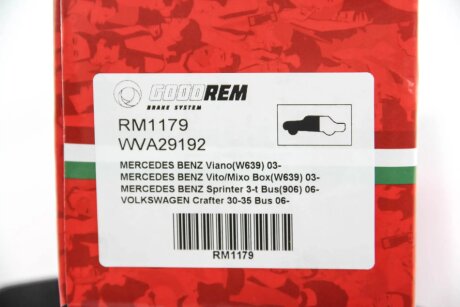 GOODREM
BRAKE SYSTEM
RM1179
WVA29192
MERCEDES BENZ Viano(W639) 03-
MERCEDES BENZ Vito/Mixo Box(W639) 03-
MERCEDES BENZ Sprinter 3-t Bus(906) 06-
VOLKSWAGEN Crafter 30-35 Bus 06-
RM1179